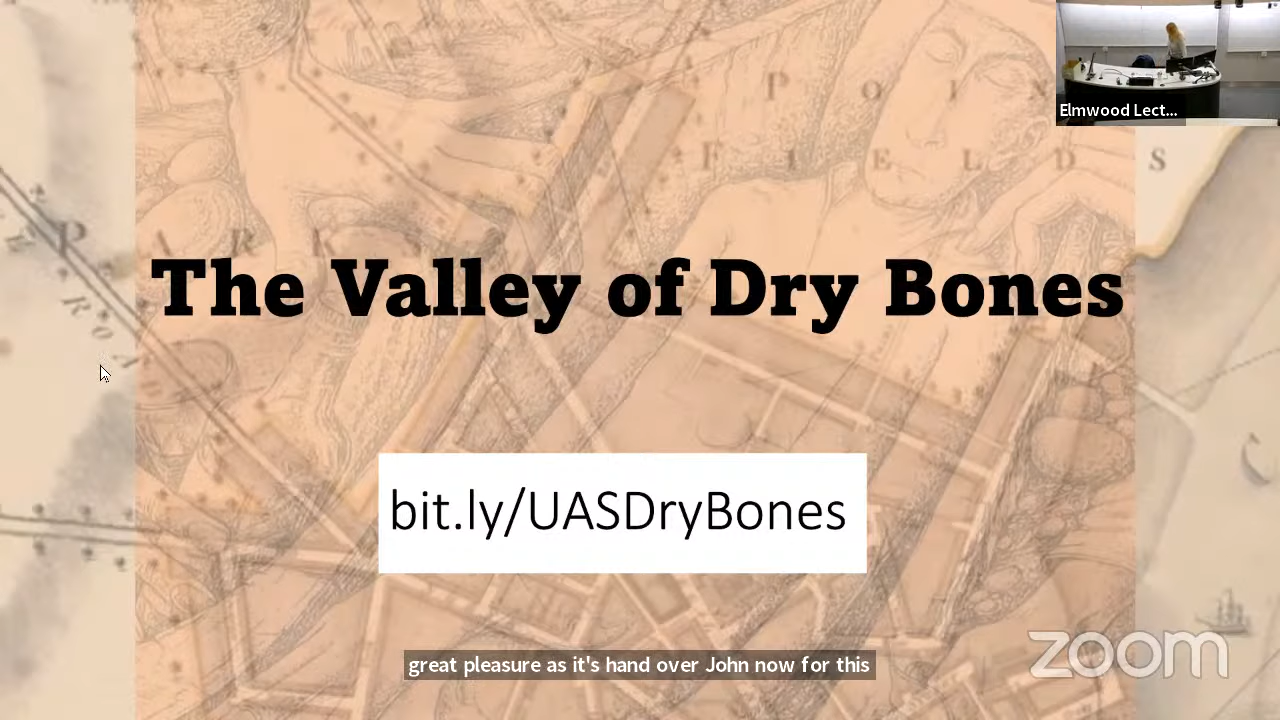 Elmwood Lect...
P O I N
F I E L D S
P A R
The Valley of Dry Bones
bit.ly/UASDryBones
zoom
great pleasure as it's hand over John now for this